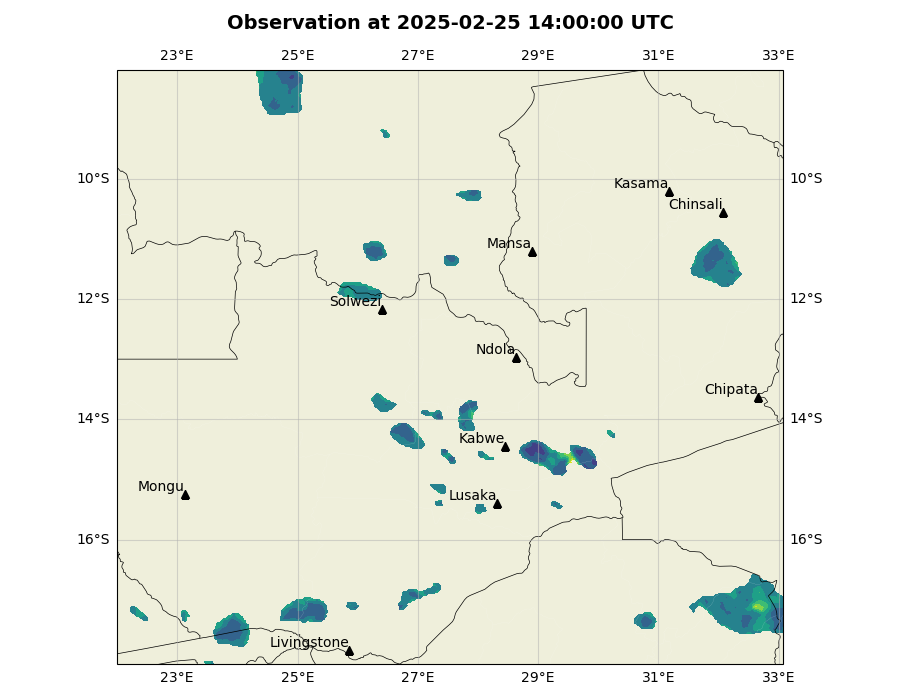 Observation at 2025-02-25 14:00:00 UTC
23°E 25°E 27°E 29°E 31°E 33°E
10°S 10°S
Kasama
Chinsali
Mansa
12°S 12°S
Solwezi
Ndola
Chipata
14°S 14°S
Kabwe
Mongu
Lusaka
16°S 16°S
Livingstone
23°E 25°E 27°E 29°E 31°E 33°E